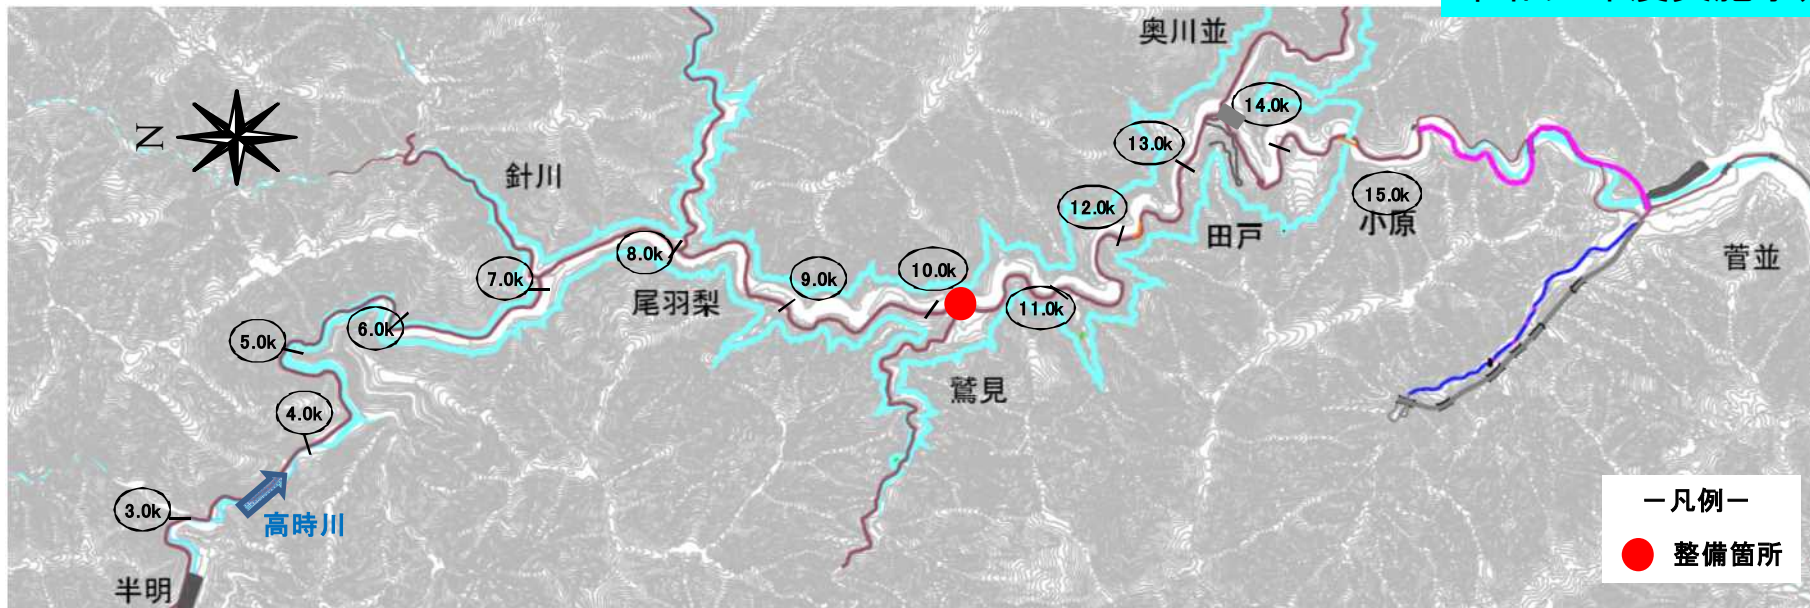 奥川並
14.0k
N
13.0k
針川
15.0k
12.0k
小原
田戸
菅並
8.0k
10.0k
7.0k
9.0k
尾羽梨
11.0k
6.0k
5.0k
鷲見
4.0k
3.0k
高時川
半明
－凡例－
整備箇所